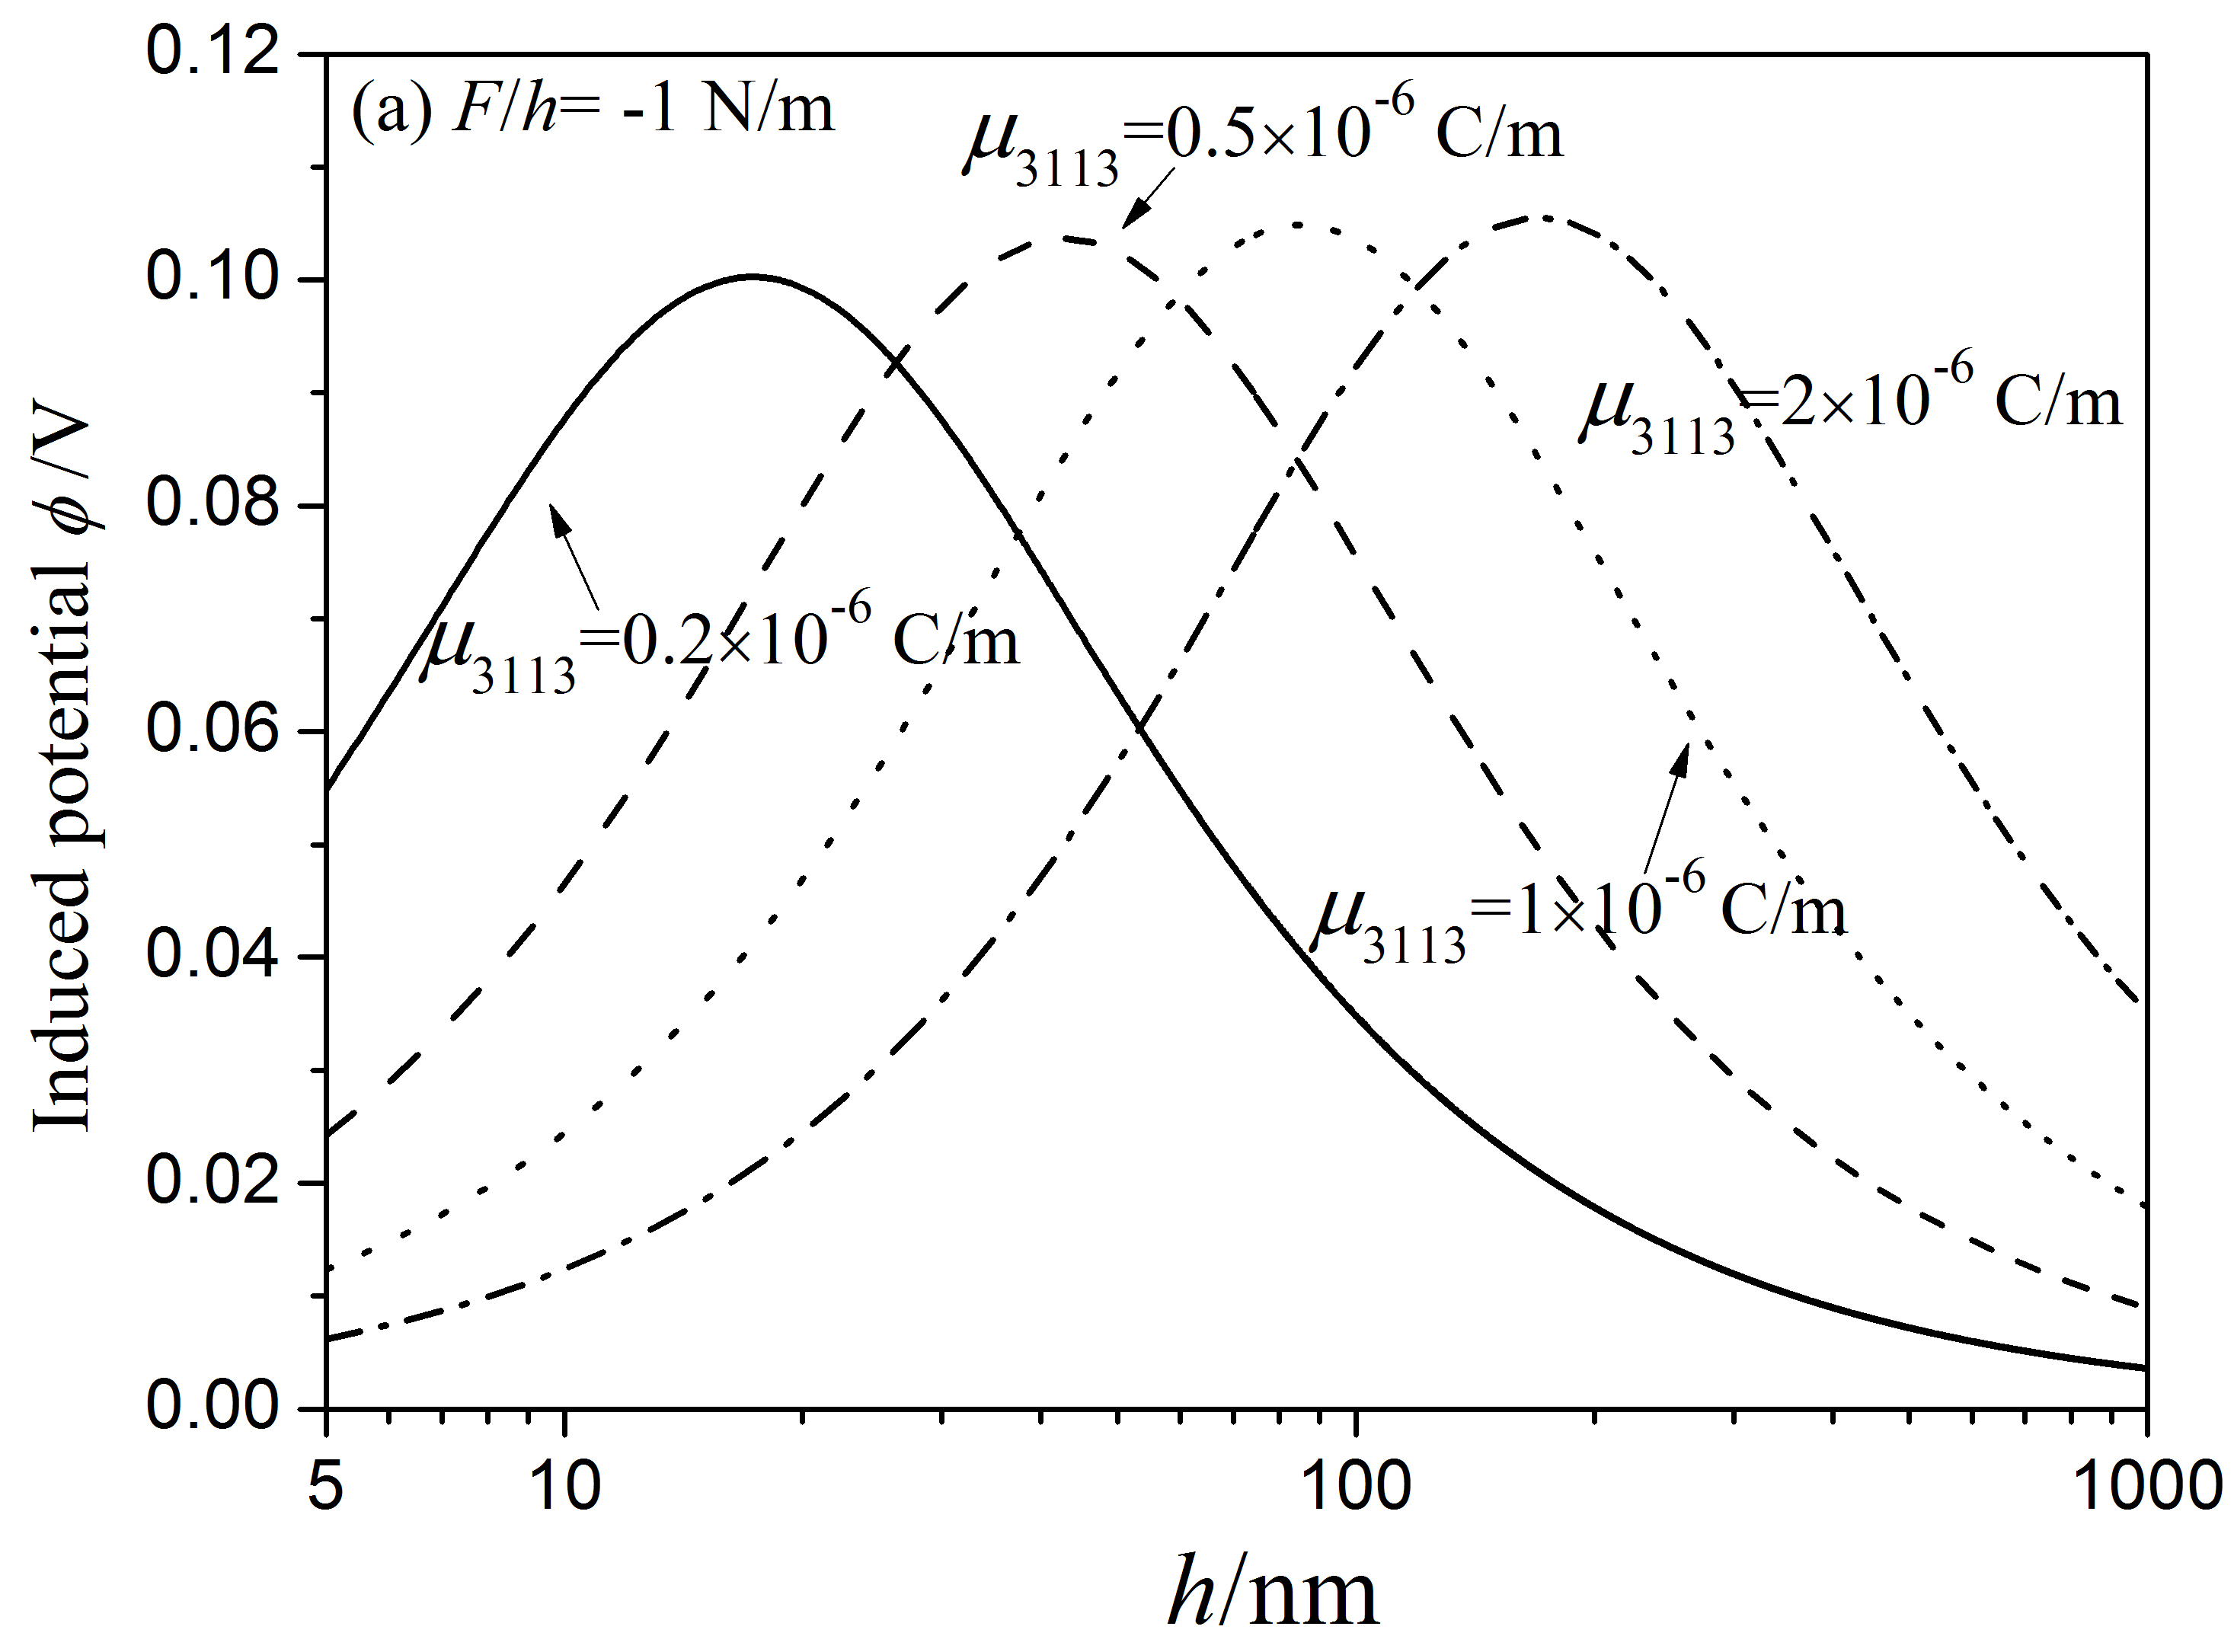 0.12
0.10
0.08
0.06
0.04
0.02
0.00
Induced potential ϕ /V
(a) F/h= -1 N/m
μ3113=0.5×10-6 C/m
μ3113=2×10-6 C/m
μ3113=0.2×10-6 C/m
μ3113=1×10-6 C/m
5 10 100 1000
h/nm